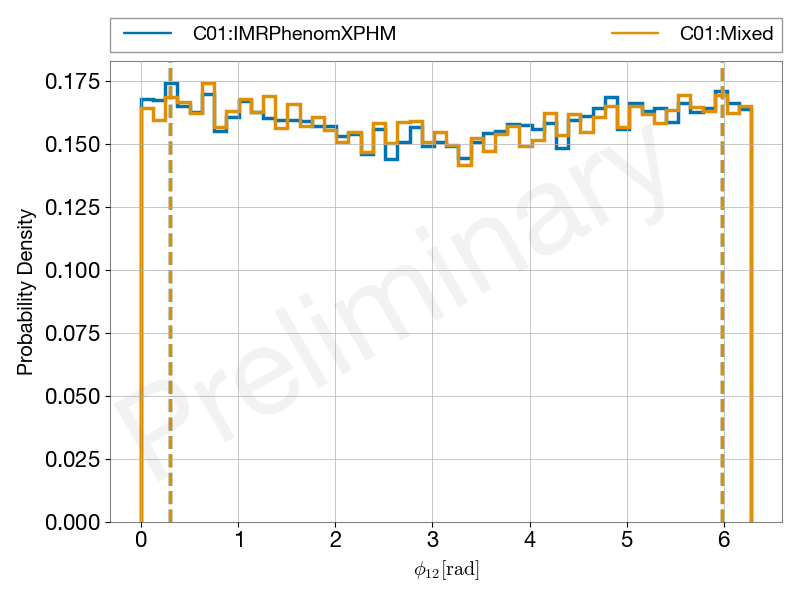 C01:IMRPhenomXPHM C01:Mixed
0.175
0.150
0.125
0.100
0.075
0.050
0.025
0.000
Probability Density
Preliminary
0 1 2 3 4 5 6
ϕ₁₂[rad]